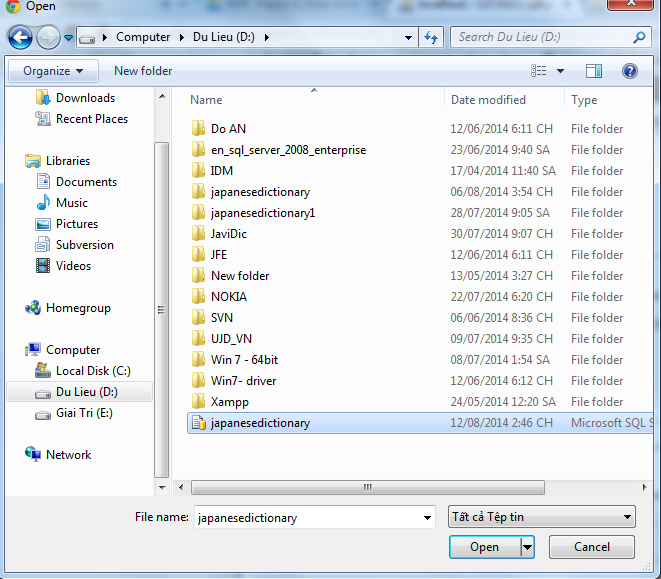 Open
Computer Du Lieu (D:)
Search Du Lieu (D:)
Organize New folder
Downloads
Recent Places
Libraries
Documents
Music
Pictures
Subversion
Videos
Homegroup
Computer
Local Disk (C:)
Du Lieu (D:)
Giai Tri (E:)
Network
Name Date modified Type
Do AN 12/06/2014 6:11 CH File folder
en_sql_server_2008_enterprise 23/06/2014 9:40 SA File folder
IDM 17/04/2014 11:40 SA File folder
japanesedictionary 06/08/2014 3:54 CH File folder
japanesedictionary1 28/07/2014 9:05 SA File folder
JaviDic 30/07/2014 9:07 CH File folder
JFE 12/06/2014 6:11 CH File folder
New folder 13/05/2014 3:27 CH File folder
NOKIA 22/07/2014 6:20 CH File folder
SVN 06/06/2014 8:36 CH File folder
UJD_VN 09/07/2014 9:35 CH File folder
Win 7 - 64bit 08/07/2014 1:54 SA File folder
Win7- driver 12/06/2014 6:12 CH File folder
Xampp 24/05/2014 12:20 SA File folder
japanesedictionary 12/08/2014 2:46 CH Microsoft SQL S
File name: japanesedictionary
Tất cả Tệp tin
Open Cancel